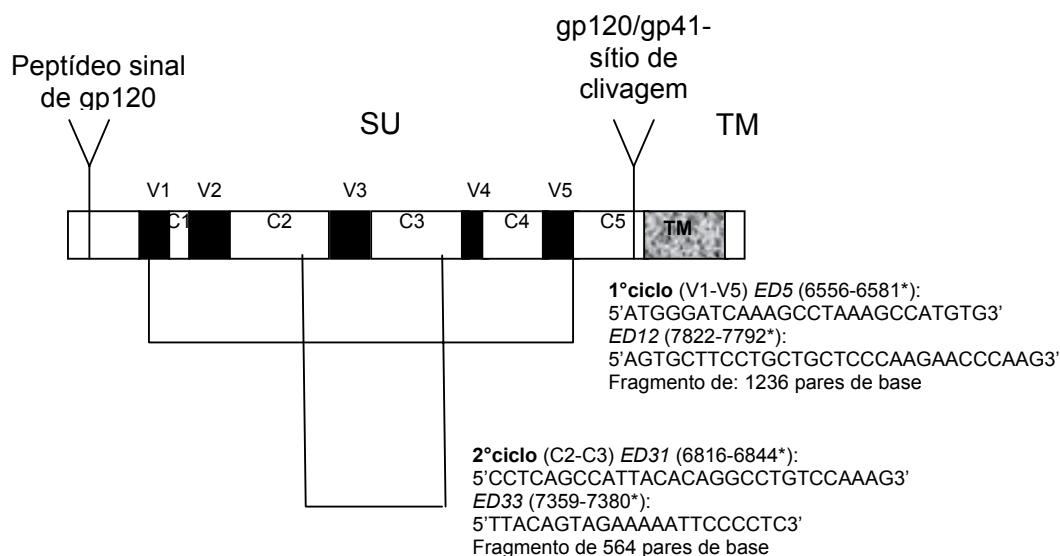 Peptídeo sinal
de gp120
gp120/gp41-
sítio de
clivagem
SU
TM
V1
V2
V3
V4
V5
C1
C2
C3
C4
C5
TM
1°ciclo (V1-V5) ED5 (6556-6581*):
5'ATGGGATCAAAGCCTAAAGCCATGTG3'
ED12 (7822-7792*):
5'AGTGCTTCCTGCTGCTCCCAAGAACCCAAG3'
Fragmento de: 1236 pares de base
2°ciclo (C2-C3) ED31 (6816-6844*):
5'CCTCAGCCATTACACAGGCCTGTCCAAAG3'
ED33 (7359-7380*):
5'TTACAGTAGAAAAATTCCCCTC3'
Fragmento de 564 pares de base